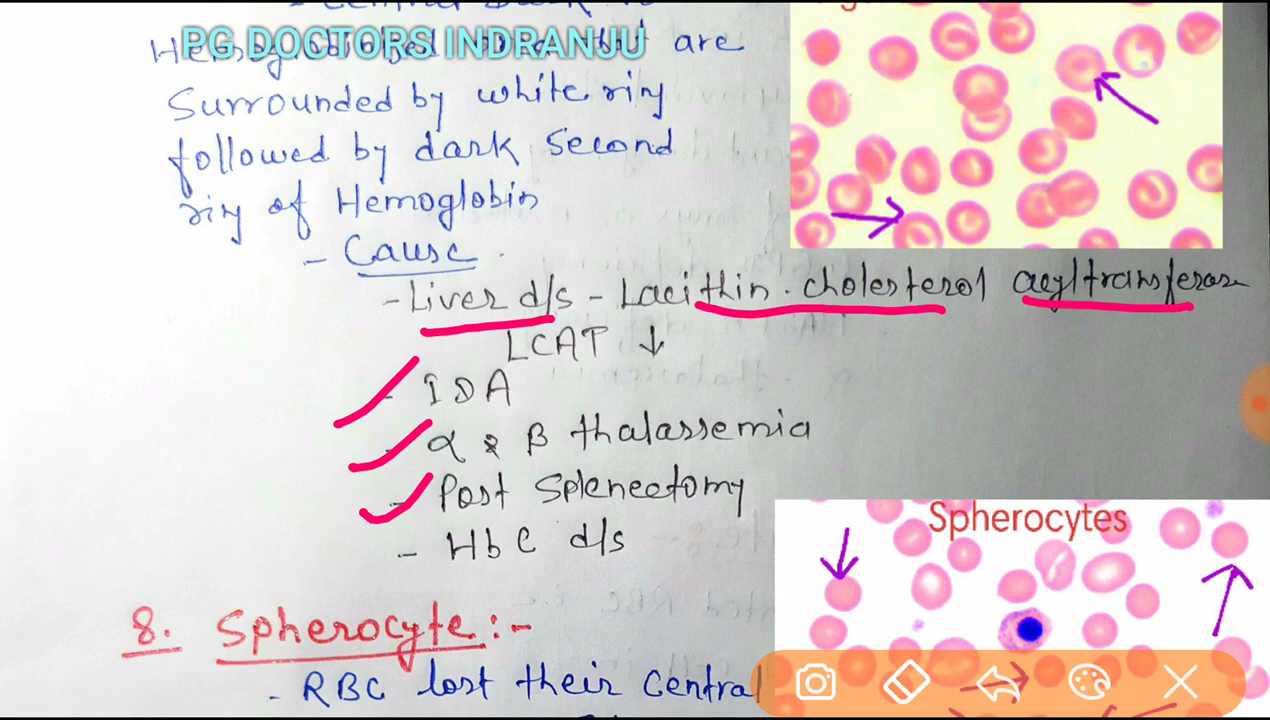 PG DOCTORS INDRANJU
are
Surrounded by white ring
followed by dark Second
ring of Hemoglobin
- Cause
- Liver d/s - Lacithin . cholesterol acyltransferase
LCAT ↓
- IDA
- α & β thalassemia
- Post Splenectomy
- HbC d/s
Spherocytes
8. Spherocyte :-
- RBC lost their Central